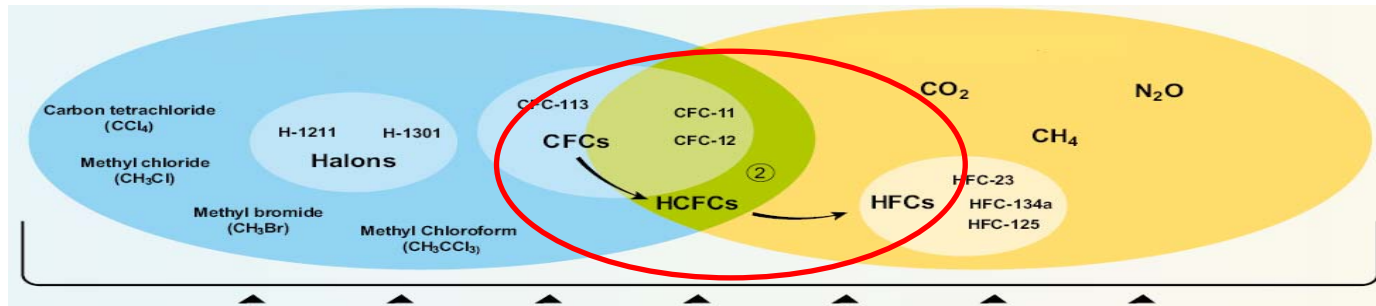 Carbon tetrachloride
(CCl₄)
Methyl chloride
(CH₃Cl)
Methyl bromide
(CH₃Br)
Methyl Chloroform
(CH₃CCl₃)
H-1211 H-1301
Halons
CFC-113
CFCs
CFC-11
CFC-12
②
HCFCs
CO₂
N₂O
CH₄
HFCs
HFC-23
HFC-134a
HFC-125